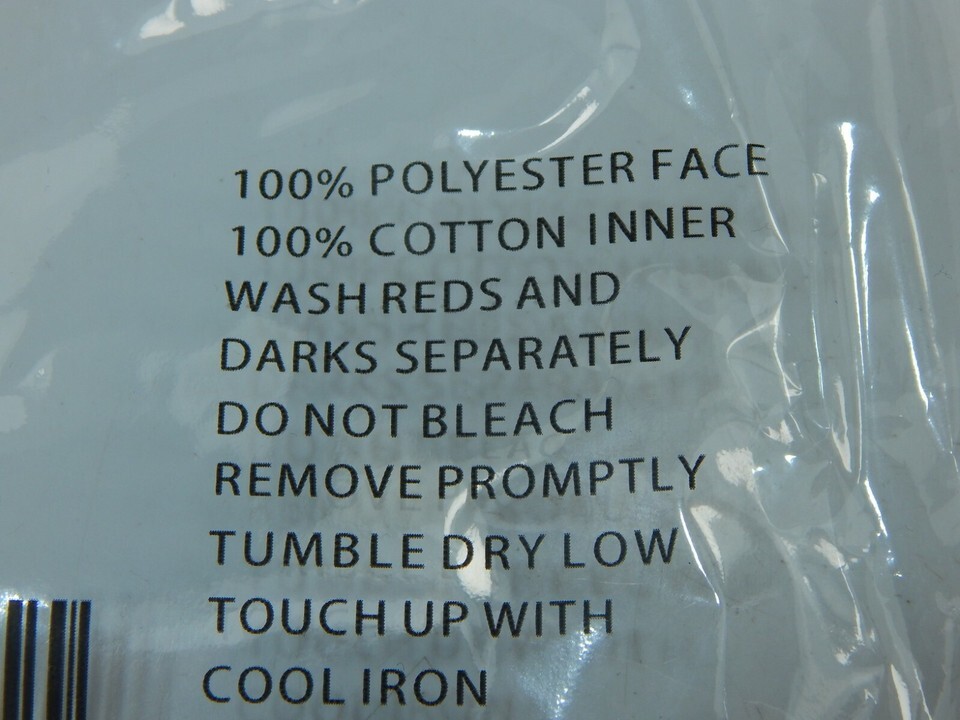 100% POLYESTER FACE
100% COTTON INNER
WASH REDS AND
DARKS SEPARATELY
DO NOT BLEACH
REMOVE PROMPTLY
TUMBLE DRY LOW
TOUCH UP WITH
COOL IRON